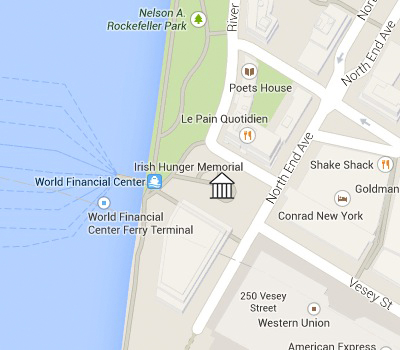 Nelson A.
Rockefeller Park
River
North End Ave
North End Ave
Poets House
Le Pain Quotidien
Irish Hunger Memorial
Shake Shack
World Financial Center
Goldman
World Financial
Center Ferry Terminal
Conrad New York
Vesey St
250 Vesey
Street
Western Union
American Express